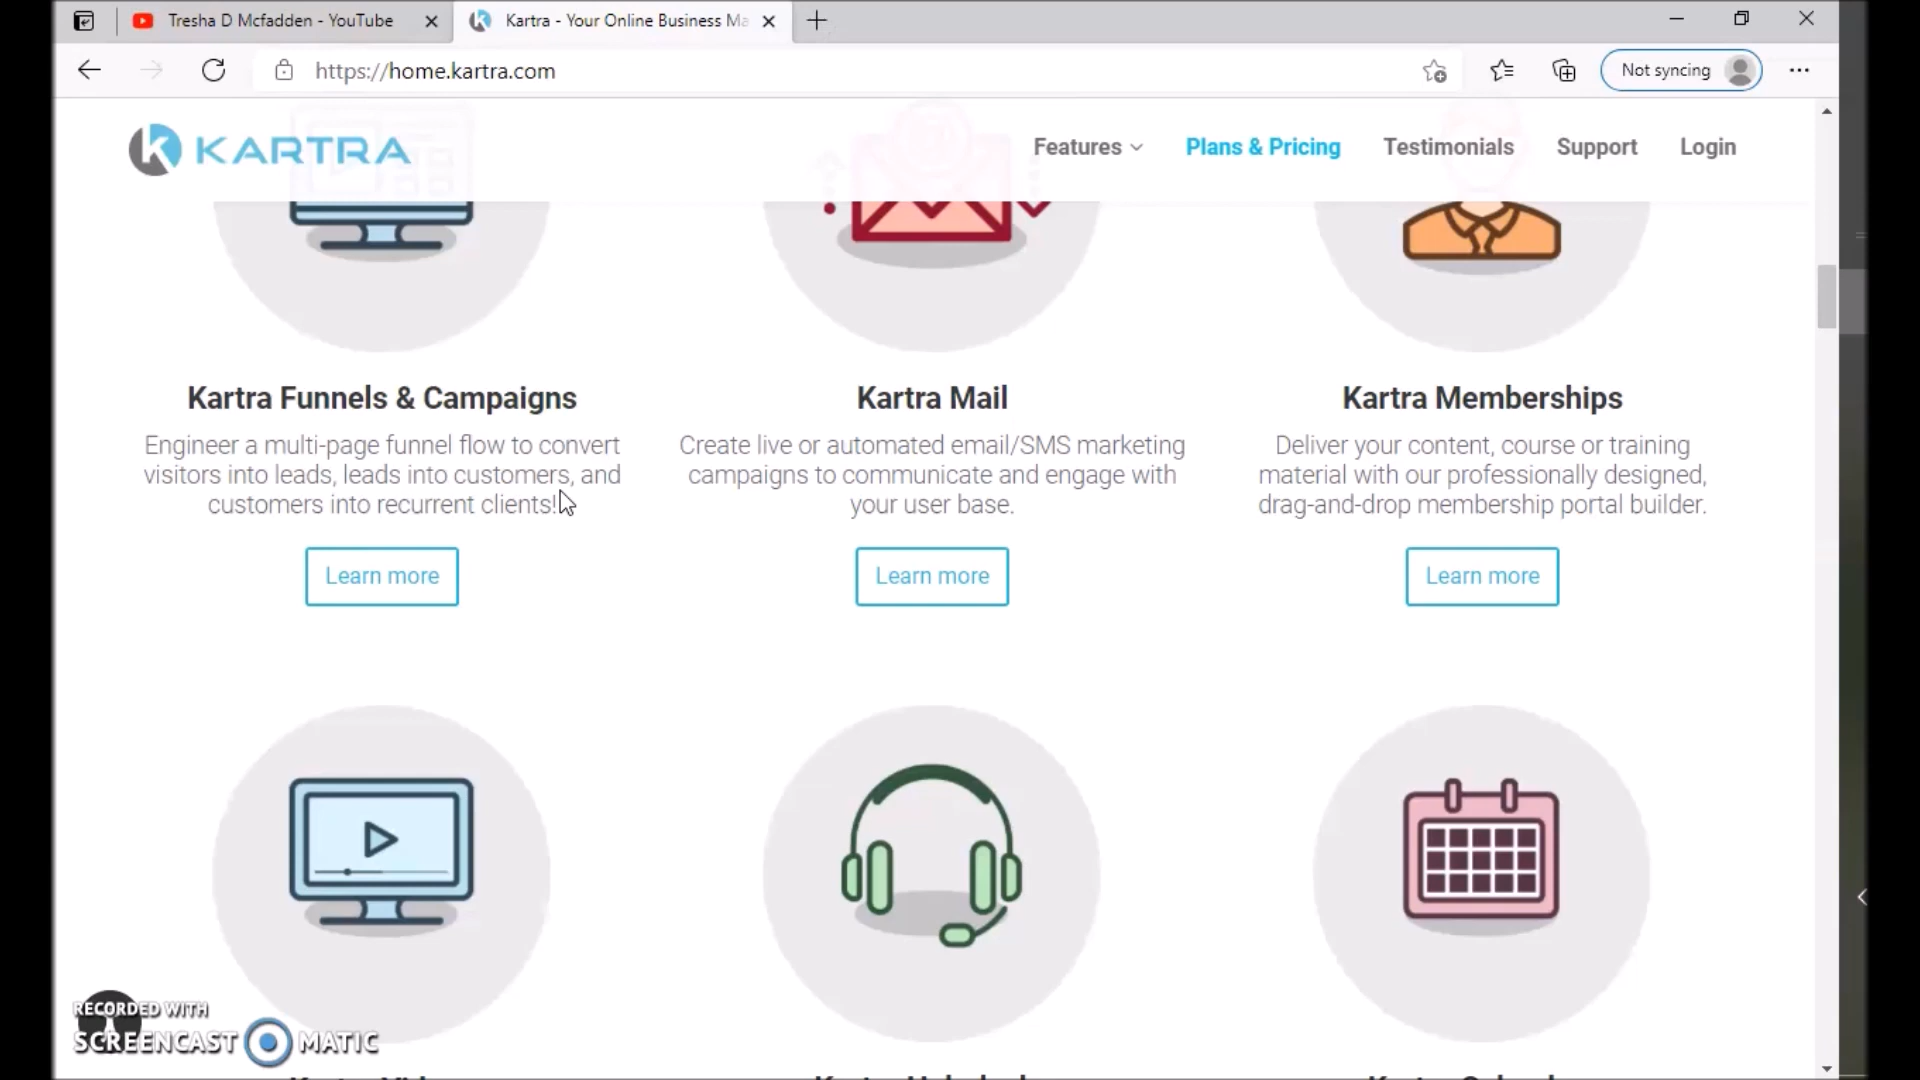 Tresha D Mcfadden - YouTube
Kartra - Your Online Business Ma
https://home.kartra.com
Not syncing
KARTRA
Features
Plans & Pricing
Testimonials
Support
Login
Kartra Funnels & Campaigns
Engineer a multi-page funnel flow to convert
visitors into leads, leads into customers, and
customers into recurrent clients!
Learn more
Kartra Mail
Create live or automated email/SMS marketing
campaigns to communicate and engage with
your user base.
Learn more
Kartra Memberships
Deliver your content, course or training
material with our professionally designed,
drag-and-drop membership portal builder.
Learn more
RECORDED WITH
SCREENCAST MATIC